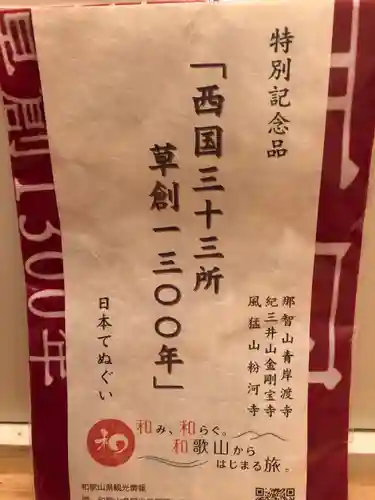 特別記念品
「西国三十三所
草創一三〇〇年」
那智山青岸渡寺
紀三井山金剛宝寺
風猛山粉河寺
日本てぬぐい
和
和み、和らぐ。
和歌山から
はじまる旅。
和歌山県観光情報
創1300年